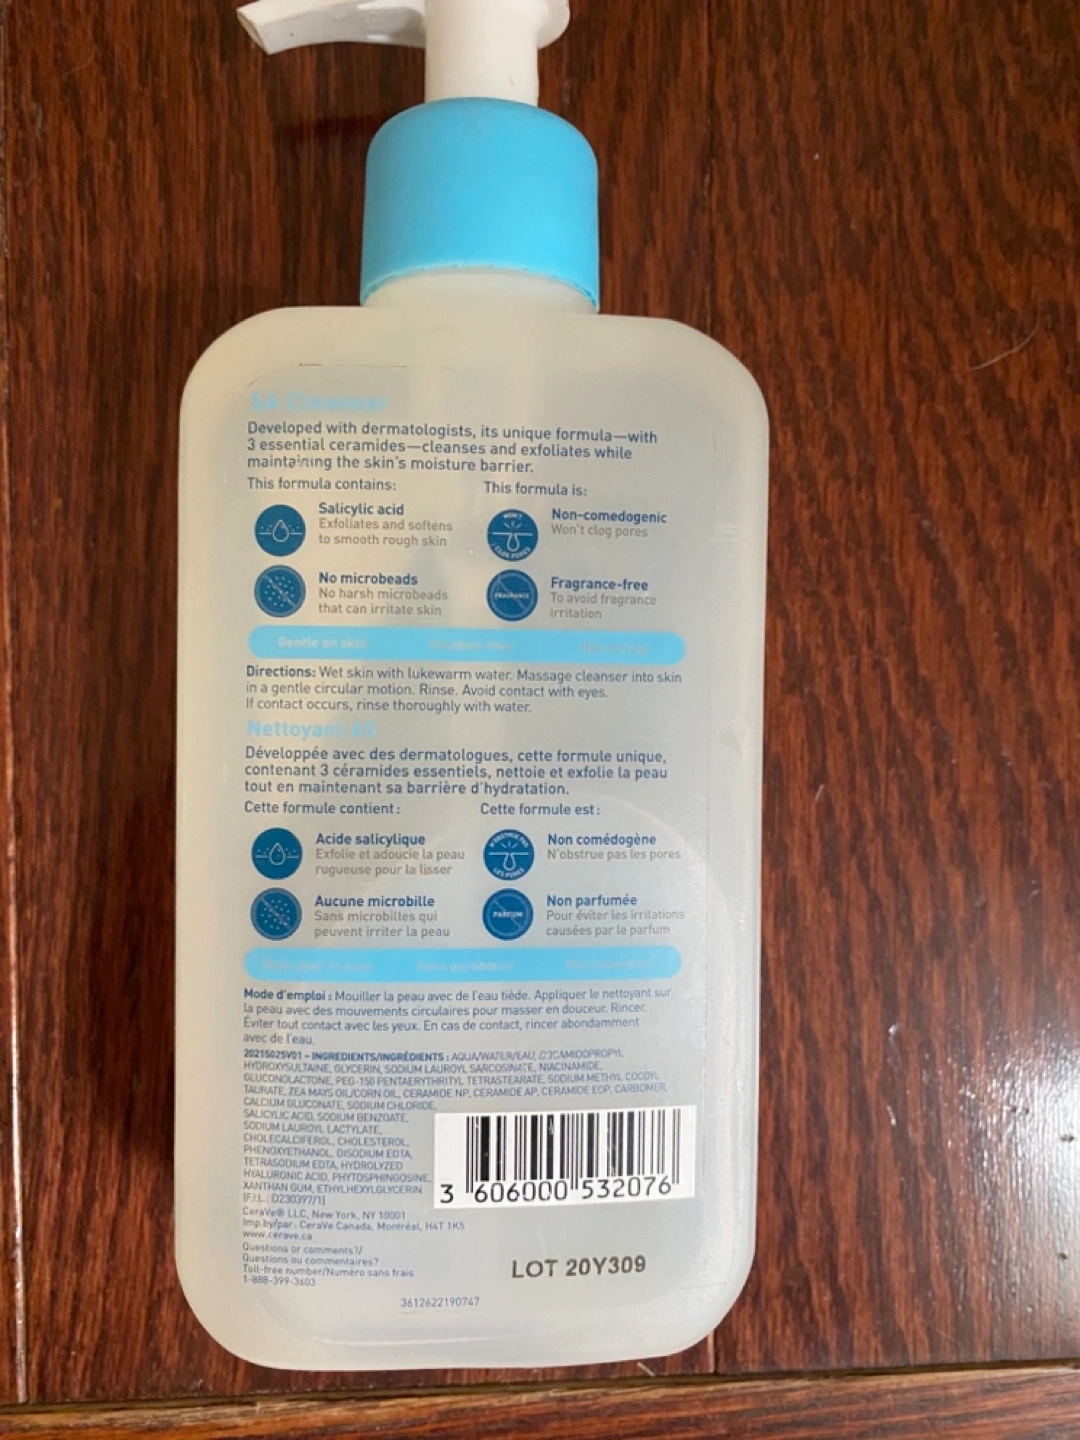 SA Cleanser
Developed with dermatologists, its unique formula—with
3 essential ceramides—cleanses and exfoliates while
maintaining the skin's moisture barrier.
This formula contains:
This formula is:
Salicylic acid
Exfoliates and softens
to smooth rough skin
WON'T
CLOG PORES
Non-comedogenic
Won't clog pores
No microbeads
No harsh microbeads
that can irritate skin
FRAGRANCE
Fragrance-free
To avoid fragrance
irritation
Gentle on skin
Directions: Wet skin with lukewarm water. Massage cleanser into skin
in a gentle circular motion. Rinse. Avoid contact with eyes.
If contact occurs, rinse thoroughly with water.
Nettoyant AS
Développée avec des dermatologues, cette formule unique,
contenant 3 céramides essentiels, nettoie et exfolie la peau
tout en maintenant sa barrière d'hydratation.
Cette formule contient :
Cette formule est :
Acide salicylique
Exfolie et adoucie la peau
rugueuse pour la lisser
N'OBSTRUE PAS
LES PORES
Non comédogène
N'obstrue pas les pores
Aucune microbille
Sans microbilles qui
peuvent irriter la peau
PARFUM
Non parfumée
Pour éviter les irritations
causées par le parfum
Sans parabènes
Mode d'emploi : Mouiller la peau avec de l'eau tiède. Appliquer le nettoyant sur
la peau avec des mouvements circulaires pour masser en douceur. Rincer.
Éviter tout contact avec les yeux. En cas de contact, rincer abondamment
avec de l'eau.
20215025V01 - INGREDIENTS/INGRÉDIENTS : AQUA/WATER/EAU, COCAMIDOPROPYL
HYDROXYSULTAINE, GLYCERIN, SODIUM LAUROYL SARCOSINATE, NIACINAMIDE,
GLUCONOLACTONE, PEG-150 PENTAERYTHRITYL TETRASTEARATE, SODIUM METHYL COCOYL
TAURATE, ZEA MAYS OIL/CORN OIL, CERAMIDE NP, CERAMIDE AP, CERAMIDE EOP, CARBOMER,
CALCIUM GLUCONATE, SODIUM CHLORIDE,
SALICYLIC ACID, SODIUM BENZOATE,
SODIUM LAUROYL LACTYLATE,
CHOLECALCIFEROL, CHOLESTEROL,
PHENOXYETHANOL, DISODIUM EDTA,
TETRASODIUM EDTA, HYDROLYZED
HYALURONIC ACID, PHYTOSPHINGOSINE,
XANTHAN GUM, ETHYLHEXYLGLYCERIN
[F.I.L. : D230397/1]
CeraVe® LLC, New York, NY 10001
Imp.by/par : CeraVe Canada, Montréal, H4T 1K5
www.cerave.ca
Questions or comments?/
Questions ou commentaires?
Toll-free number/Numéro sans frais
1-888-399-3603
3 606000 532076
LOT 20Y309
3612622190747